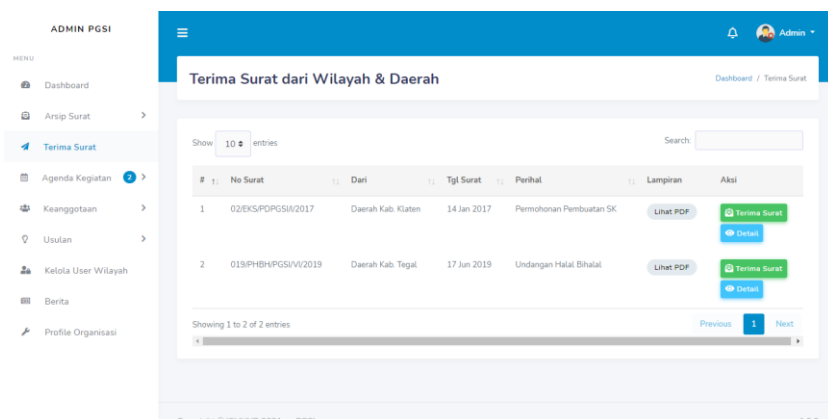 ADMIN PGSI
Admin
MENU
Dashboard
Arsip Surat
Terima Surat
Agenda Kegiatan 2
Keanggotaan
Usulan
Kelola User Wilayah
Berita
Profile Organisasi
Terima Surat dari Wilayah & Daerah
Dashboard / Terima Surat
Show 10 entries
Search:
# No Surat Dari Tgl Surat Perihal Lampiran Aksi
1 02/EKS/PDPGSI/I/2017 Daerah Kab. Klaten 14 Jan 2017 Permohonan Pembuatan SK Lihat PDF Terima Surat
Detail
2 019/PHBH/PGSI/VI/2019 Daerah Kab. Tegal 17 Jun 2019 Undangan Halal Bihalal Lihat PDF Terima Surat
Detail
Showing 1 to 2 of 2 entries
Previous 1 Next